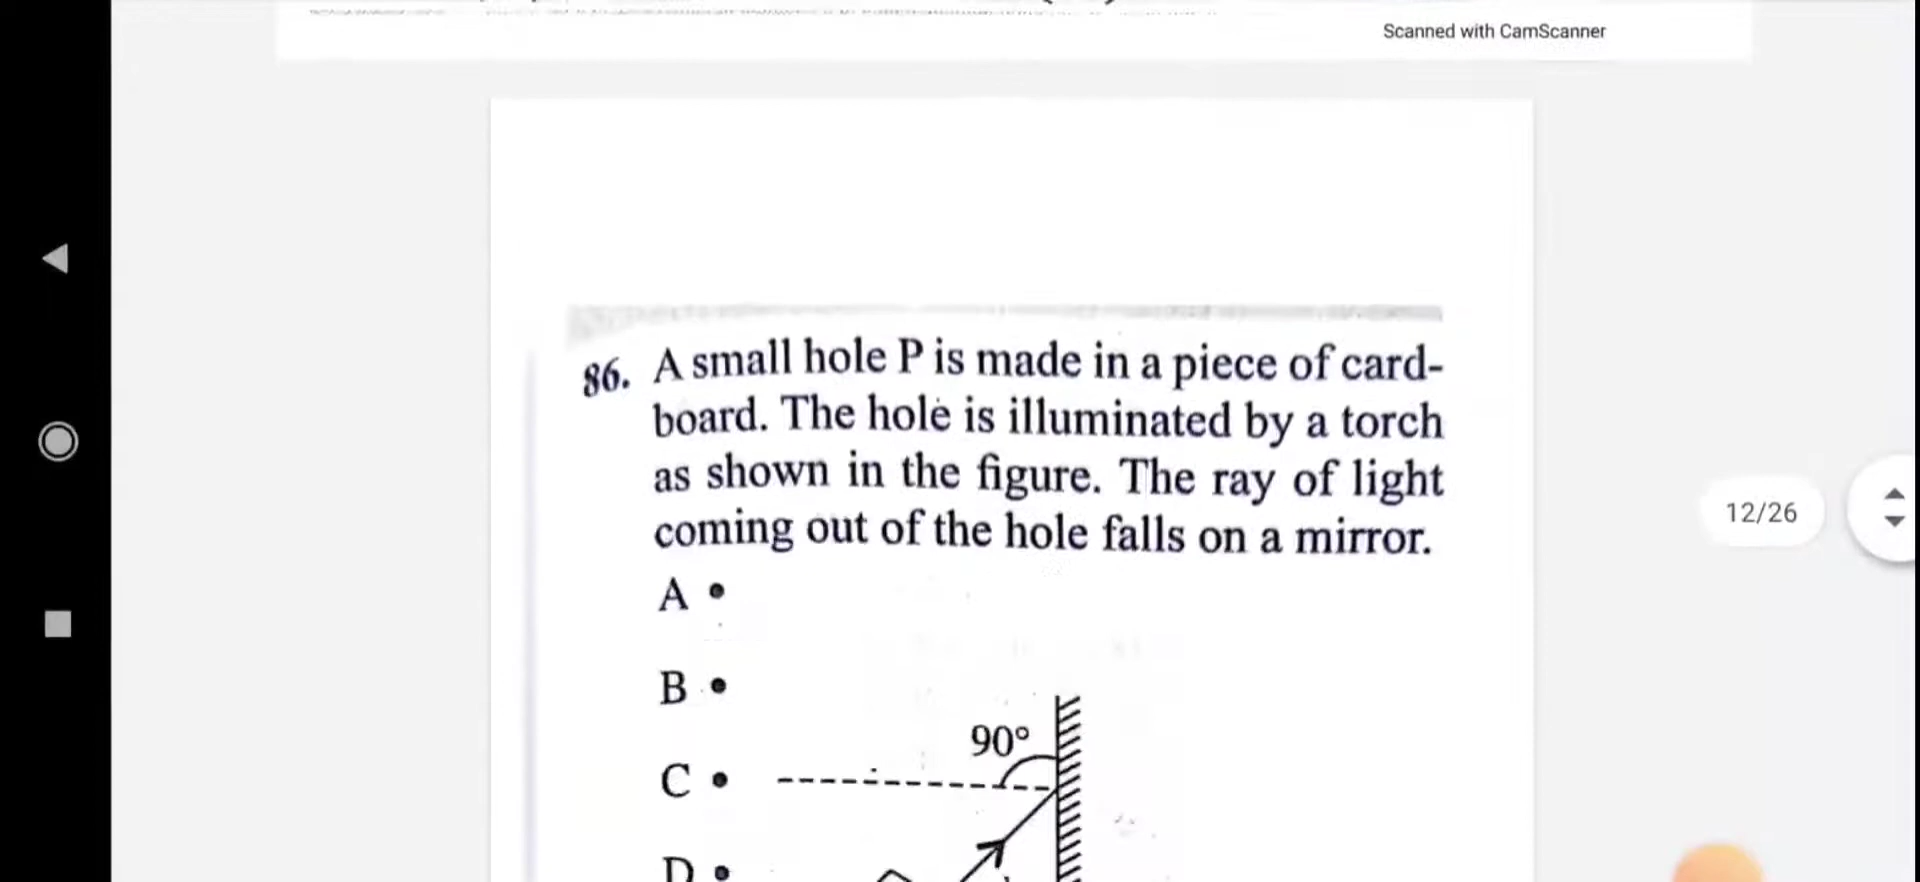 Scanned with CamScanner
86. A small hole P is made in a piece of card-
board. The hole is illuminated by a torch
as shown in the figure. The ray of light
coming out of the hole falls on a mirror.
12/26
A •
B •
90°
C •
D •